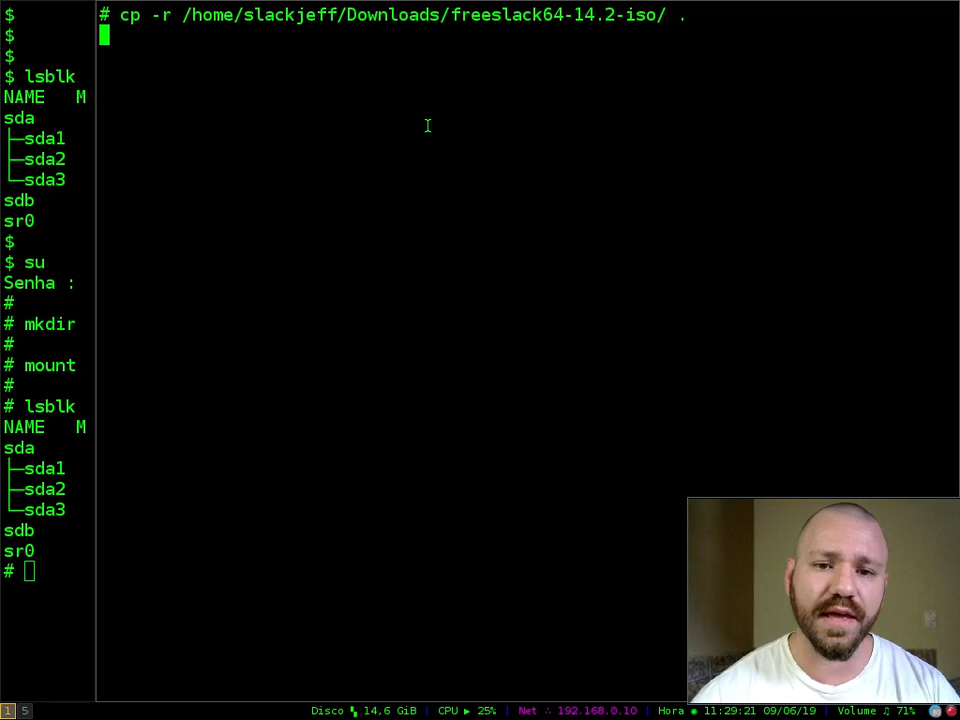 $
$
$
$ lsblk
NAME   M
sda
├─sda1
├─sda2
└─sda3
sdb
sr0
$
$ su
Senha :
#
# mkdir
#
# mount
#
# lsblk
NAME   M
sda
├─sda1
├─sda2
└─sda3
sdb
sr0
#
# cp -r /home/slackjeff/Downloads/freeslack64-14.2-iso/ .
1 5 Disco 14,6 GiB | CPU ▶ 25% | Net ∴ 192.168.0.10 | Hora ◉ 11:29:21 09/06/19 | Volume ♫ 71%